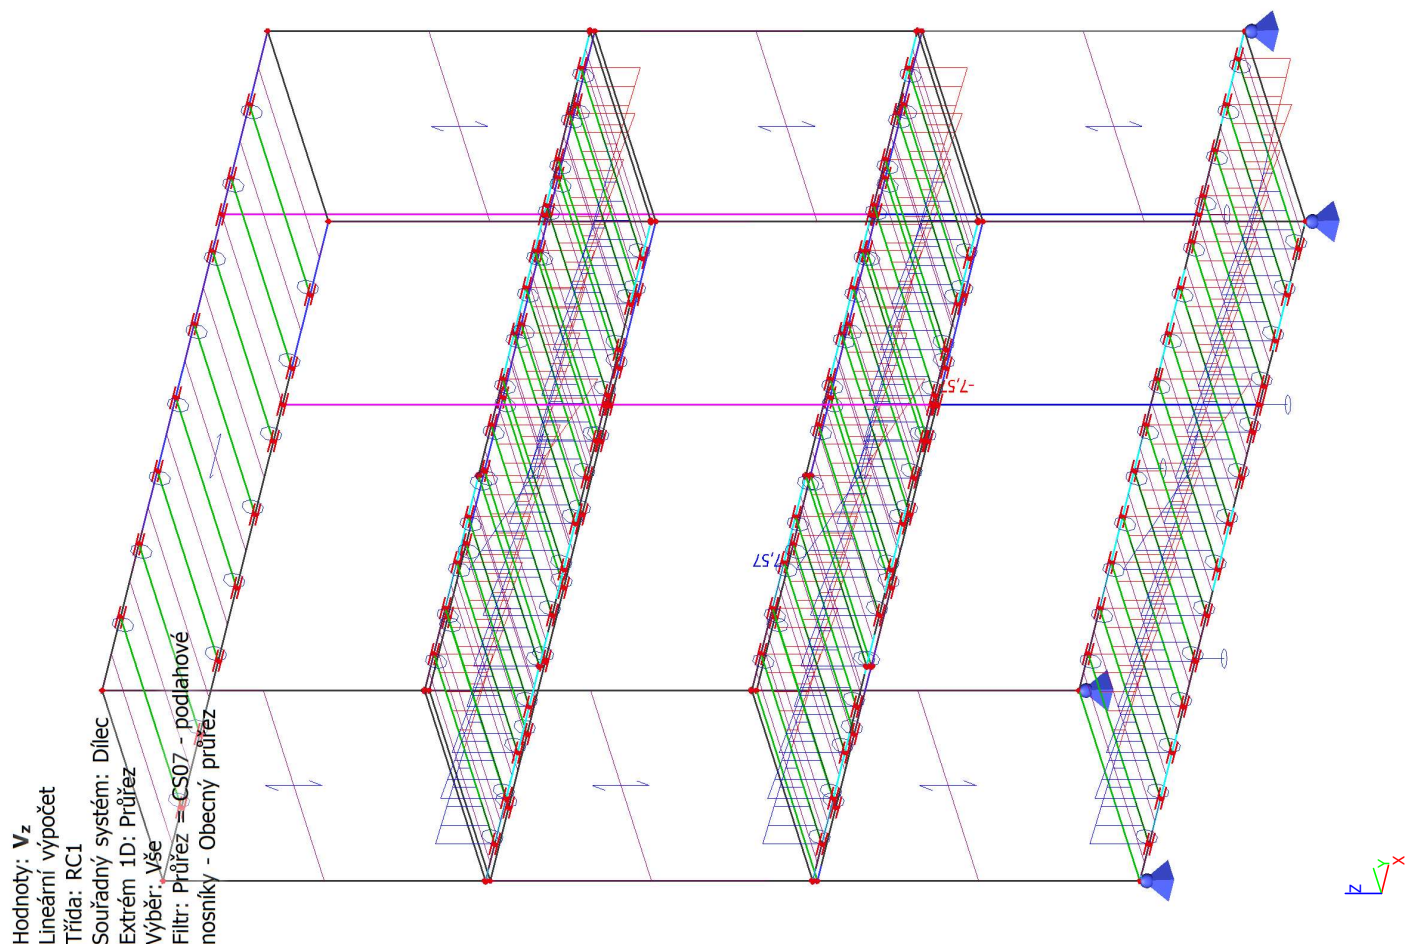 Hodnoty: Vz
Lineární výpočet
Třída: RC1
Souřadný systém: Dílec
Extrém 1D: Průřez
Výběr: Vše
Filtr: Průřez = CS07 - podlahové
nosníky - Obecný průřez
7,57
-7,57
Z
Y
X